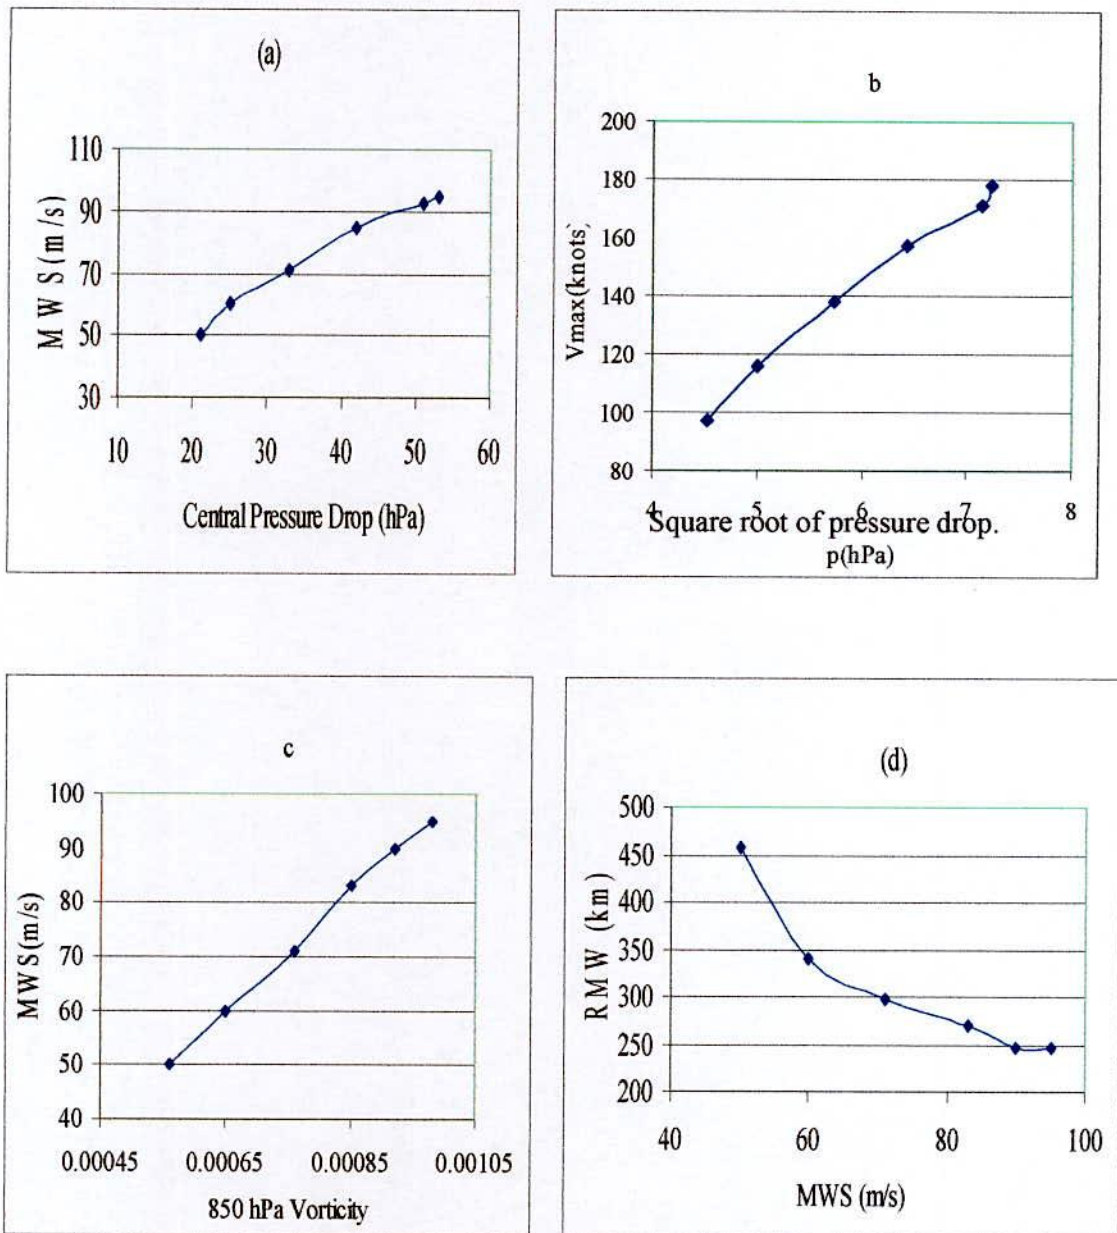 (a)
M W S (m/s)
110
90
70
50
30
10 20 30 40 50 60
Central Pressure Drop (hPa)
b
Vmax(knots)
200
180
160
140
120
100
80
4 5 6 7 8
Square root of pressure drop.
p(hPa)
c
MWS(m/s)
100
90
80
70
60
50
40
0.00045 0.00065 0.00085 0.00105
850 hPa Vorticity
(d)
R M W (km)
500
450
400
350
300
250
200
40 60 80 100
MWS (m/s)